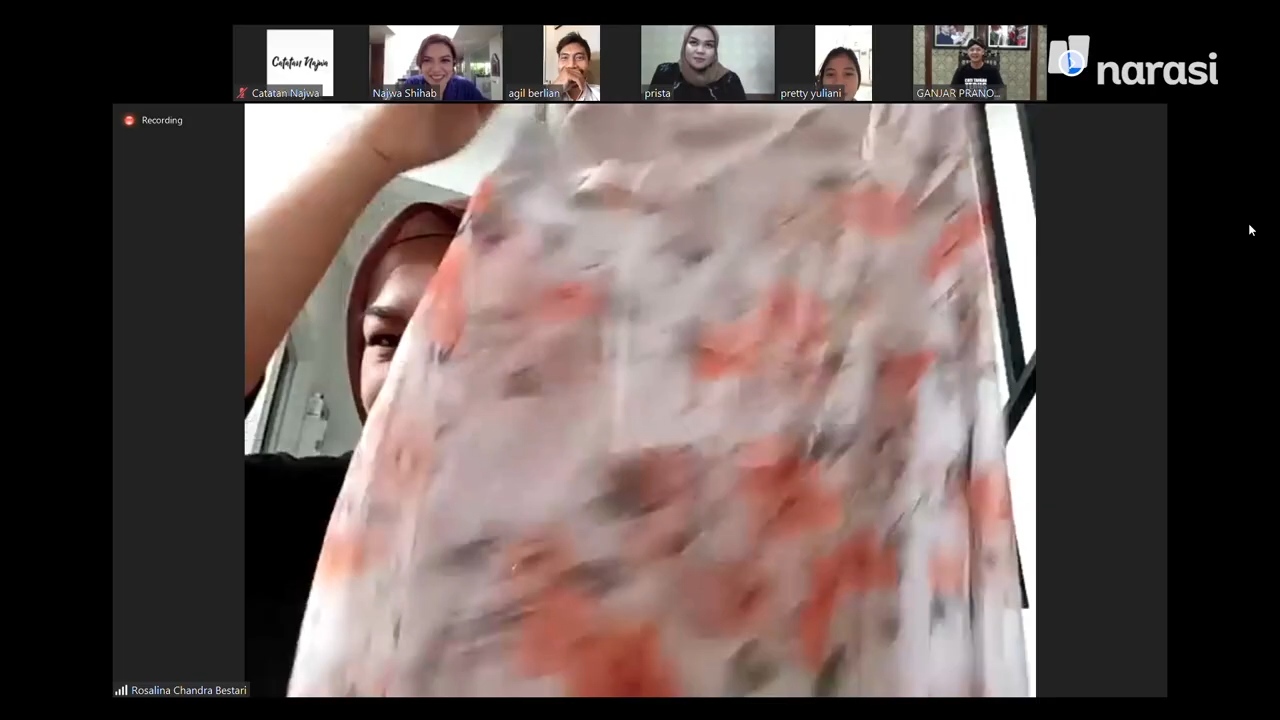 Catatan Najwa
Catatan Najwa
Najwa Shihab
agil berlian
prista
pretty yuliani
GANJAR PRANO...
narasi
Recording
Rosalina Chandra Bestari